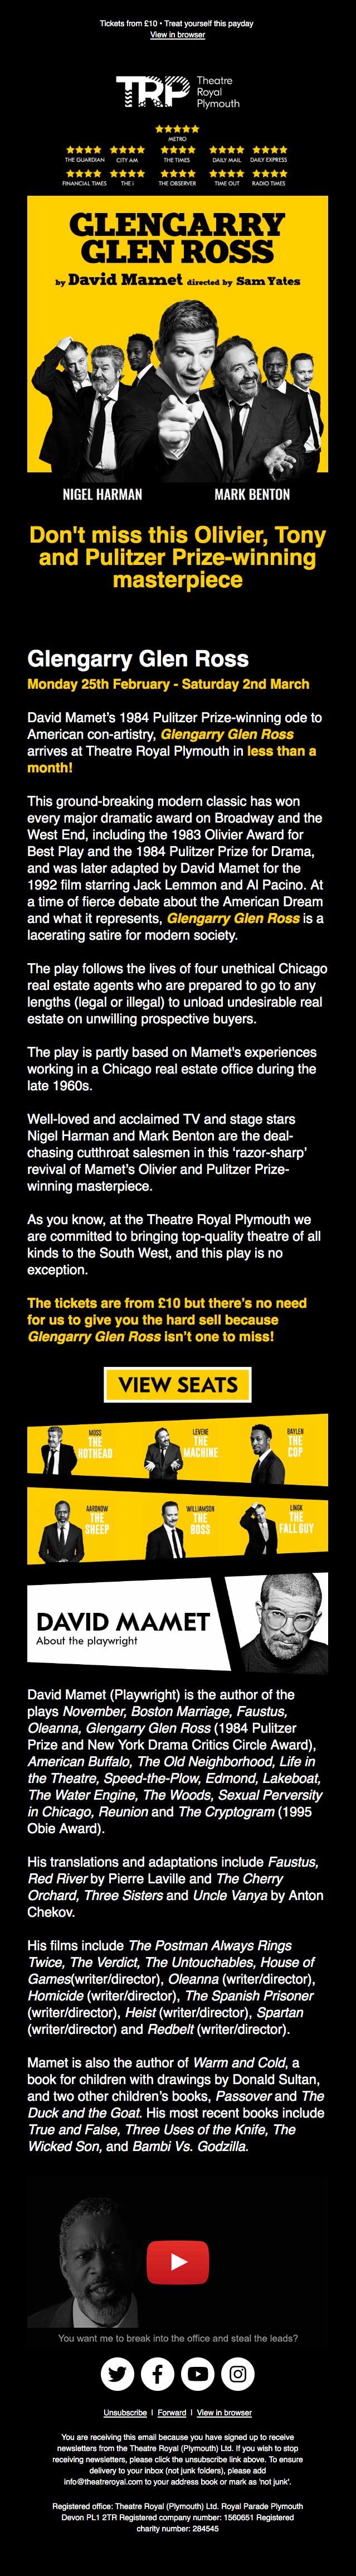 Tickets from £10 • Treat yourself this payday
View in browser
TRP
Theatre
Royal
Plymouth
METRO
THE GUARDIAN CITY AM THE TIMES DAILY MAIL DAILY EXPRESS
FINANCIAL TIMES THE i THE OBSERVER TIME OUT RADIO TIMES
GLENGARRY
GLEN ROSS
by David Mamet directed by Sam Yates
NIGEL HARMAN MARK BENTON
Don't miss this Olivier, Tony
and Pulitzer Prize-winning
masterpiece
Glengarry Glen Ross
Monday 25th February - Saturday 2nd March
David Mamet's 1984 Pulitzer Prize-winning ode to
American con-artistry, Glengarry Glen Ross
arrives at Theatre Royal Plymouth in less than a
month!
This ground-breaking modern classic has won
every major dramatic award on Broadway and the
West End, including the 1983 Olivier Award for
Best Play and the 1984 Pulitzer Prize for Drama,
and was later adapted by David Mamet for the
1992 film starring Jack Lemmon and Al Pacino. At
a time of fierce debate about the American Dream
and what it represents, Glengarry Glen Ross is a
lacerating satire for modern society.
The play follows the lives of four unethical Chicago
real estate agents who are prepared to go to any
lengths (legal or illegal) to unload undesirable real
estate on unwilling prospective buyers.
The play is partly based on Mamet's experiences
working in a Chicago real estate office during the
late 1960s.
Well-loved and acclaimed TV and stage stars
Nigel Harman and Mark Benton are the deal-
chasing cutthroat salesmen in this 'razor-sharp'
revival of Mamet's Olivier and Pulitzer Prize-
winning masterpiece.
As you know, at the Theatre Royal Plymouth we
are committed to bringing top-quality theatre of all
kinds to the South West, and this play is no
exception.
The tickets are from £10 but there's no need
for us to give you the hard sell because
Glengarry Glen Ross isn't one to miss!
VIEW SEATS
MOSS
THE
HOTHEAD
LEVENE
THE
MACHINE
BAYLEN
THE
COP
AARONOW
THE
SHEEP
WILLIAMSON
THE
BOSS
LINGK
THE
FALL GUY
DAVID MAMET
About the playwright
David Mamet (Playwright) is the author of the
plays November, Boston Marriage, Faustus,
Oleanna, Glengarry Glen Ross (1984 Pulitzer
Prize and New York Drama Critics Circle Award),
American Buffalo, The Old Neighborhood, Life in
the Theatre, Speed-the-Plow, Edmond, Lakeboat,
The Water Engine, The Woods, Sexual Perversity
in Chicago, Reunion and The Cryptogram (1995
Obie Award).
His translations and adaptations include Faustus,
Red River by Pierre Laville and The Cherry
Orchard, Three Sisters and Uncle Vanya by Anton
Chekov.
His films include The Postman Always Rings
Twice, The Verdict, The Untouchables, House of
Games(writer/director), Oleanna (writer/director),
Homicide (writer/director), The Spanish Prisoner
(writer/director), Heist (writer/director), Spartan
(writer/director) and Redbelt (writer/director).
Mamet is also the author of Warm and Cold, a
book for children with drawings by Donald Sultan,
and two other children's books, Passover and The
Duck and the Goat. His most recent books include
True and False, Three Uses of the Knife, The
Wicked Son, and Bambi Vs. Godzilla.
You want me to break into the office and steal the leads?
Unsubscribe | Forward | View in browser
You are receiving this email because you have signed up to receive
newsletters from the Theatre Royal (Plymouth) Ltd. If you wish to stop
receiving newsletters, please click the unsubscribe link above. To ensure
delivery to your inbox (not junk folders), please add
info@theatreroyal.com to your address book or mark as 'not junk'.
Registered office: Theatre Royal (Plymouth) Ltd. Royal Parade Plymouth
Devon PL1 2TR Registered company number: 1560651 Registered
charity number: 284545